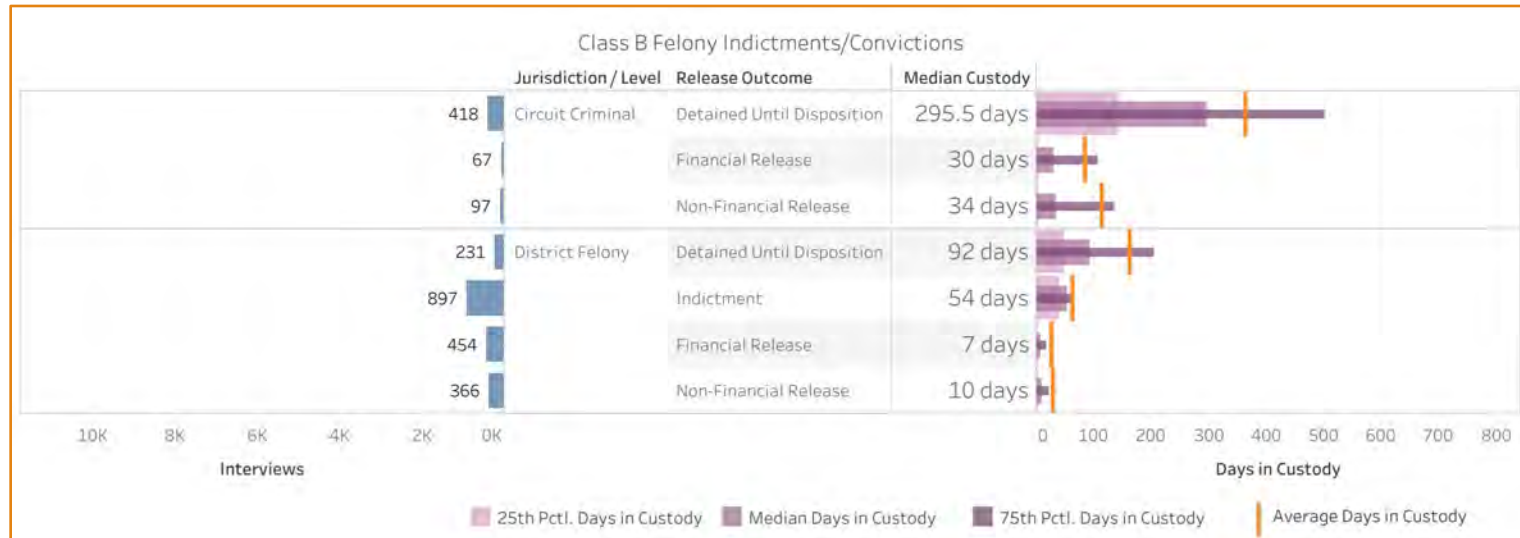 Class B Felony Indictments/Convictions
Jurisdiction / Level Release Outcome Median Custody
418 Circuit Criminal Detained Until Disposition 295.5 days
67 Financial Release 30 days
97 Non-Financial Release 34 days
231 District Felony Detained Until Disposition 92 days
897 Indictment 54 days
454 Financial Release 7 days
366 Non-Financial Release 10 days
10K 8K 6K 4K 2K 0K 0 100 200 300 400 500 600 700 800
Interviews Days in Custody
25th Pctl. Days in Custody Median Days in Custody 75th Pctl. Days in Custody Average Days in Custody